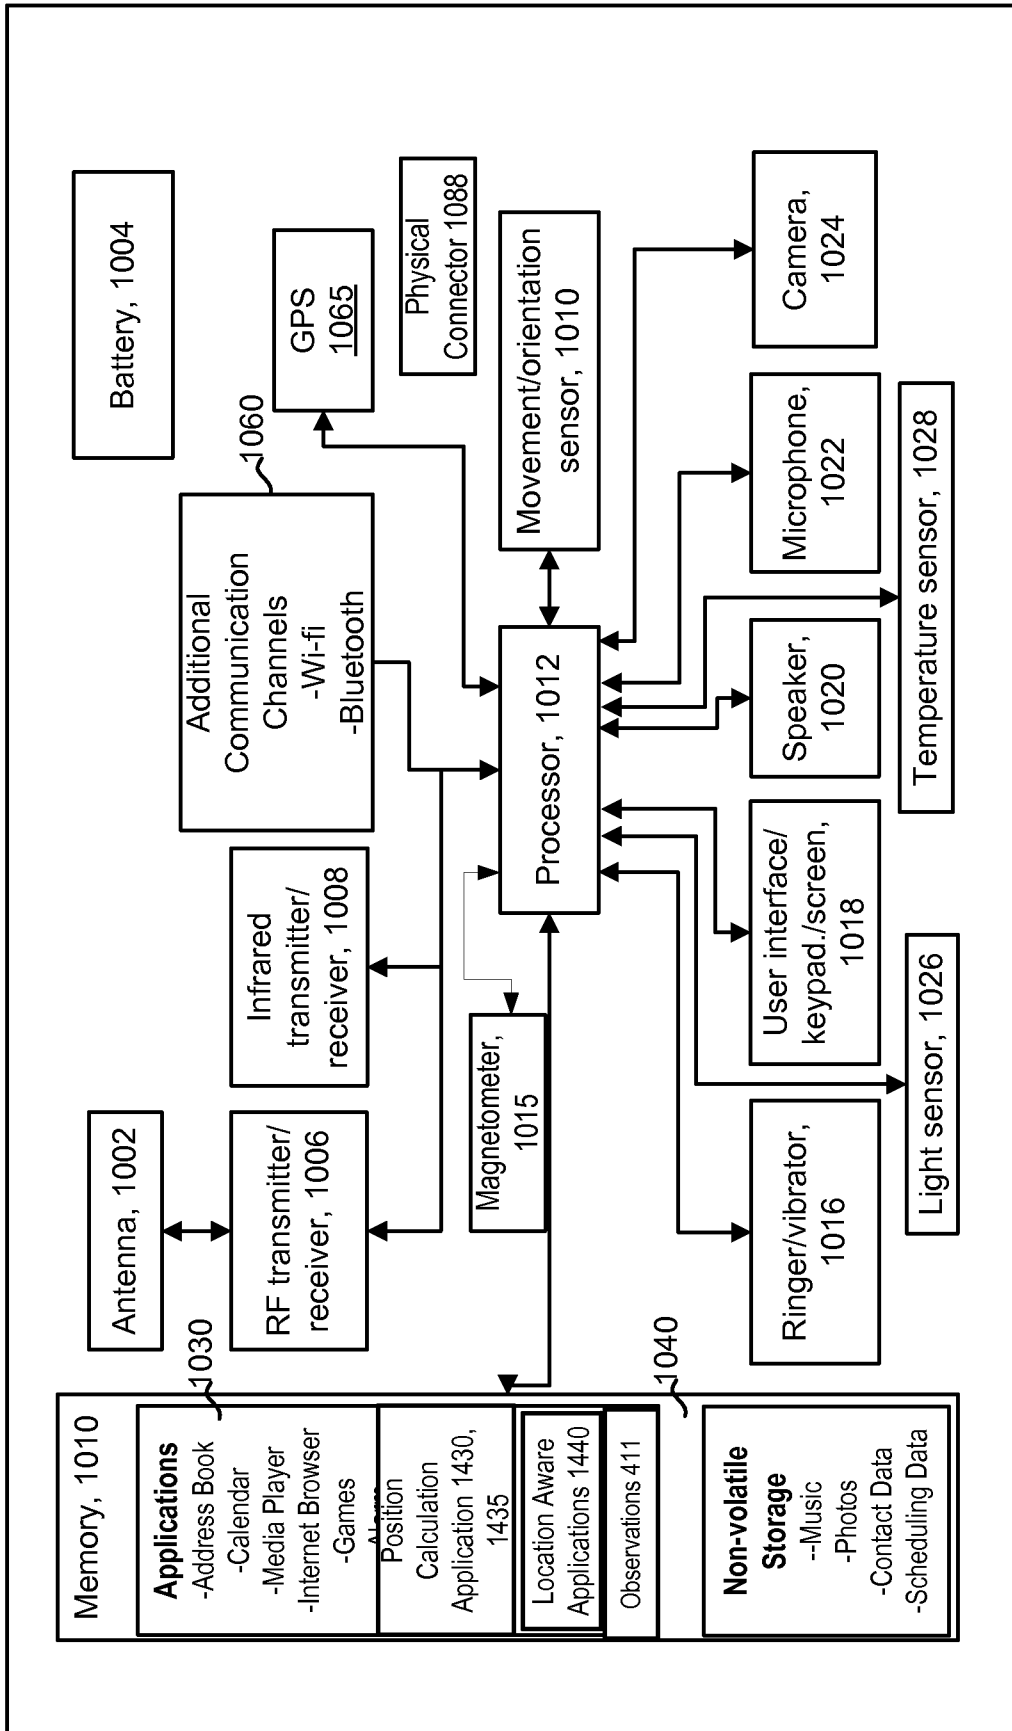 Memory, 1010
1030
Applications
-Address Book
-Calendar
-Media Player
-Internet Browser
-Games
Position
Calculation
Application 1430,
1435
Location Aware
Applications 1440
Observations 411
1040
Non-volatile
Storage
--Music
-Photos
-Contact Data
-Scheduling Data
Antenna, 1002
RF transmitter/
receiver, 1006
Infrared
transmitter/
receiver, 1008
Additional
Communication
Channels
-Wi-fi
-Bluetooth
1060
Battery, 1004
GPS
1065
Physical
Connector 1088
Magnetometer,
1015
Processor, 1012
Movement/orientation
sensor, 1010
Ringer/vibrator,
1016
User interface/
keypad./screen,
1018
Speaker,
1020
Microphone,
1022
Camera,
1024
Light sensor, 1026
Temperature sensor, 1028